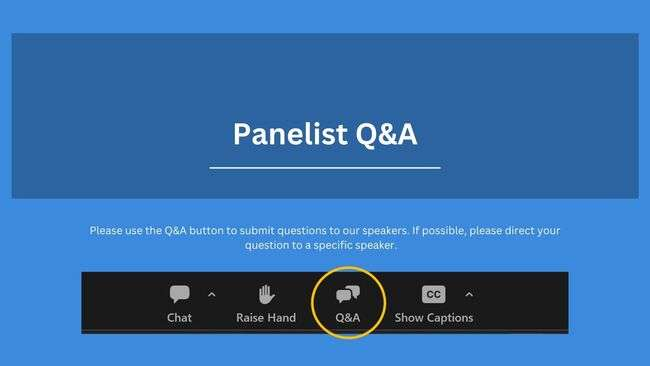 Panelist Q&A
Please use the Q&A button to submit questions to our speakers. If possible, please direct your
question to a specific speaker.
CC
Chat Raise Hand Q&A Show Captions